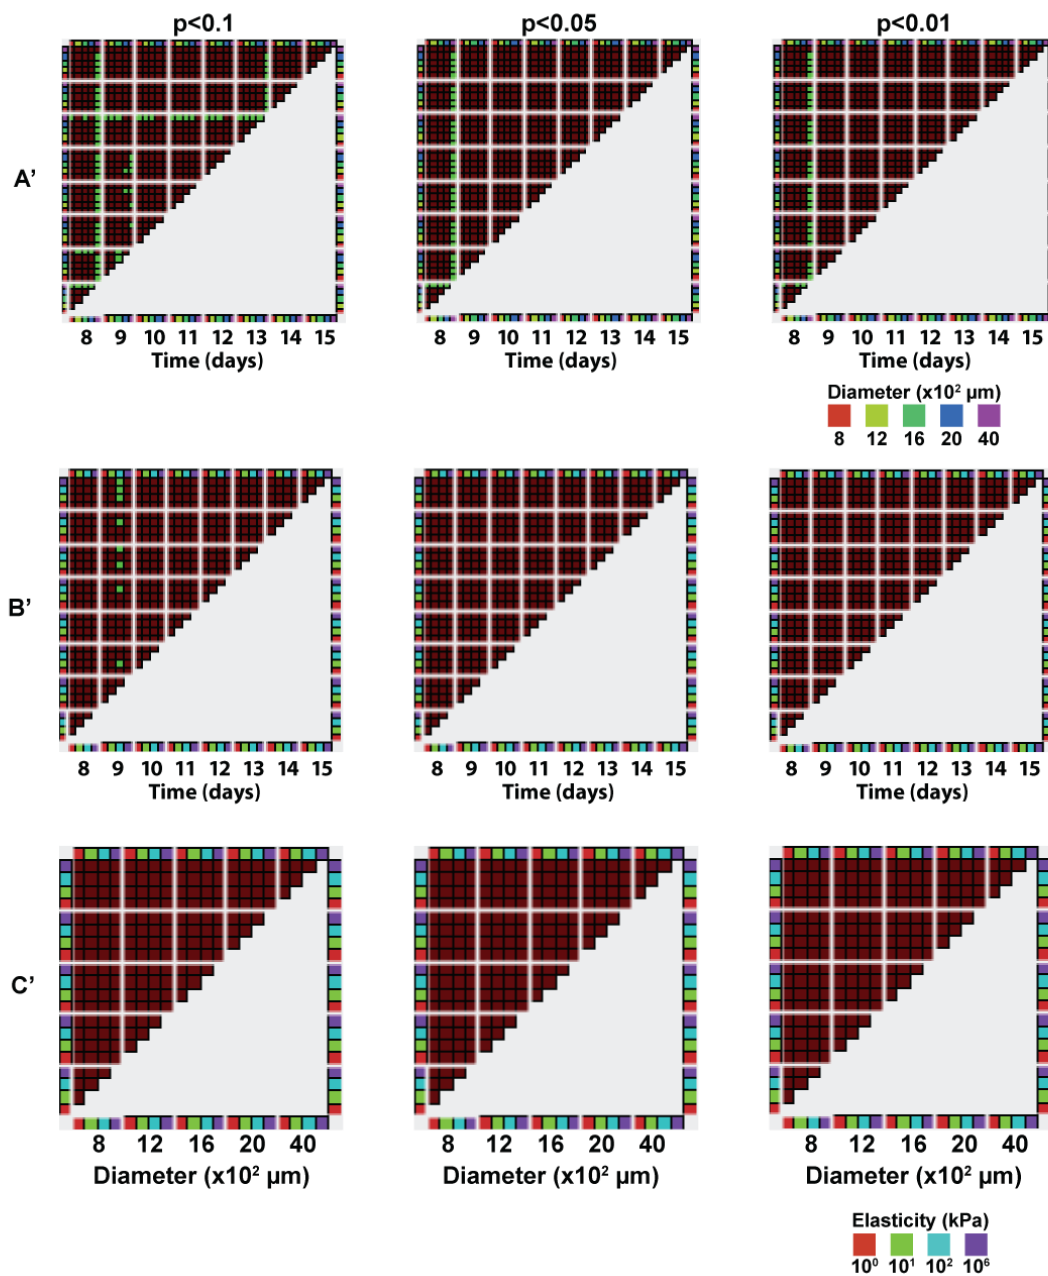 p<0.1 p<0.05 p<0.01
A’
8 9 10 11 12 13 14 15 8 9 10 11 12 13 14 15 8 9 10 11 12 13 14 15
Time (days) Time (days) Time (days)
Diameter (x10² µm)
8 12 16 20 40
B’
8 9 10 11 12 13 14 15 8 9 10 11 12 13 14 15 8 9 10 11 12 13 14 15
Time (days) Time (days) Time (days)
C’
8 12 16 20 40 8 12 16 20 40 8 12 16 20 40
Diameter (x10² µm) Diameter (x10² µm) Diameter (x10² µm)
Elasticity (kPa)
10⁰ 10¹ 10² 10⁶